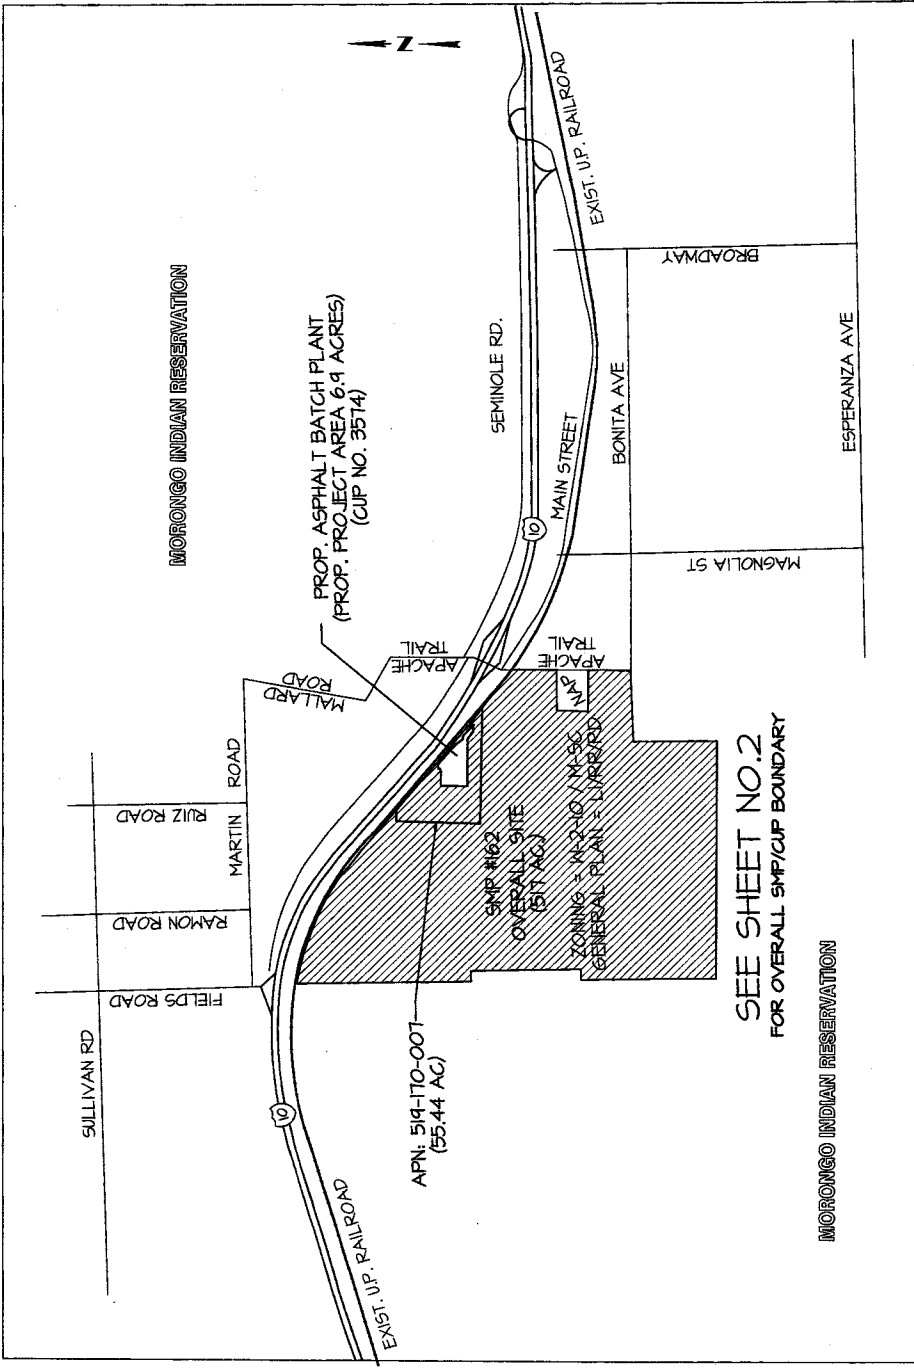 SULLIVAN RD
FIELDS ROAD
RAMON ROAD
RUIZ ROAD
MARTIN ROAD
MALLARD
ROAD
APACHE
TRAIL
MORONGO INDIAN RESERVATION
N
PROP. ASPHALT BATCH PLANT
(PROP. PROJECT AREA 6.9 ACRES)
(CUP NO. 3574)
SEMINOLE RD.
10
10
EXIST. U.P. RAILROAD
EXIST. U.P. RAILROAD
MAIN STREET
APN: 519-170-007
(55.44 AC)
SMP #162
OVERALL SITE
(517 AC.)
ZONING = W-2-10 / M-SC
GENERAL PLAN = LI/RR/RD
NAP
APACHE
TRAIL
BONITA AVE
MAGNOLIA ST
BROADWAY
ESPERANZA AVE
SEE SHEET NO.2
FOR OVERALL SMP/CUP BOUNDARY
MORONGO INDIAN RESERVATION